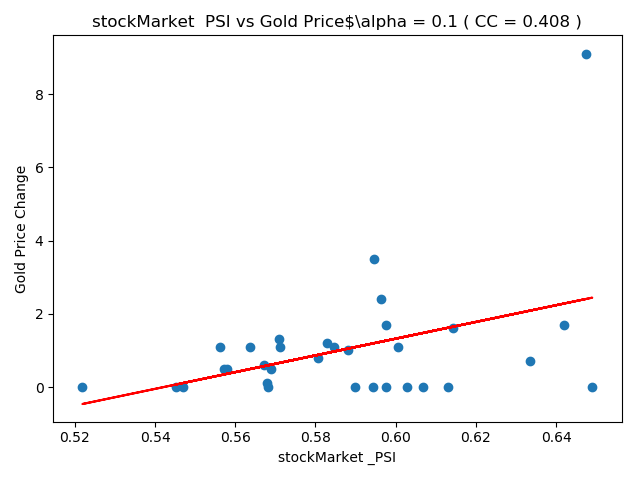 stockMarket  PSI vs Gold Price$\alpha = 0.1 ( CC = 0.408 )
Gold Price Change
8
6
4
2
0
0.52 0.54 0.56 0.58 0.60 0.62 0.64
stockMarket _PSI